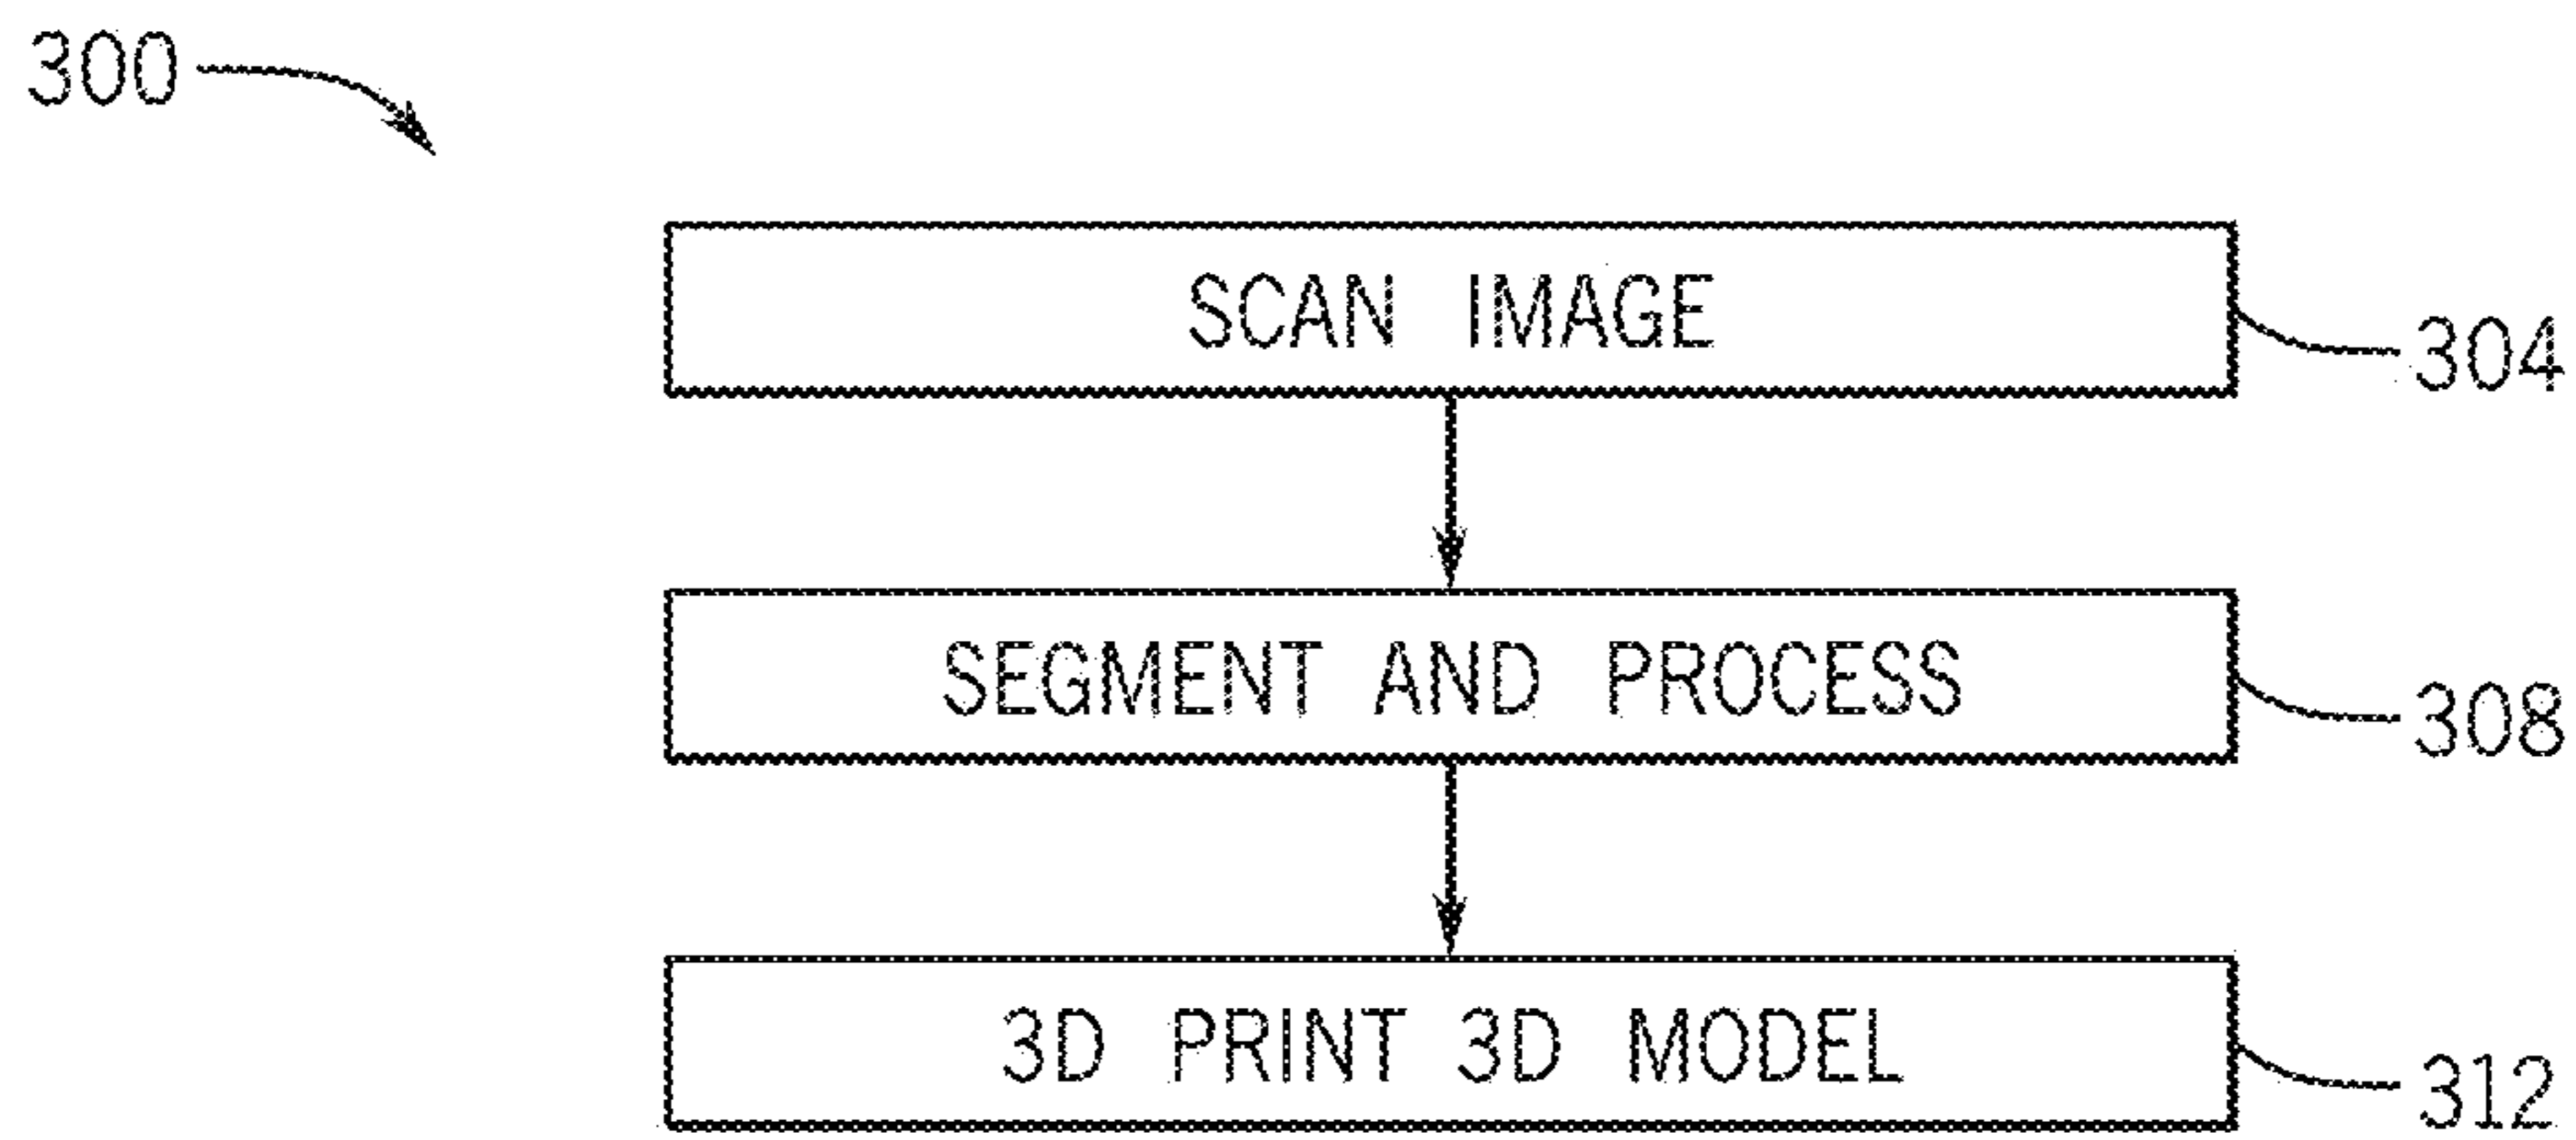 300
SCAN IMAGE
304
SEGMENT AND PROCESS
308
3D PRINT 3D MODEL
312